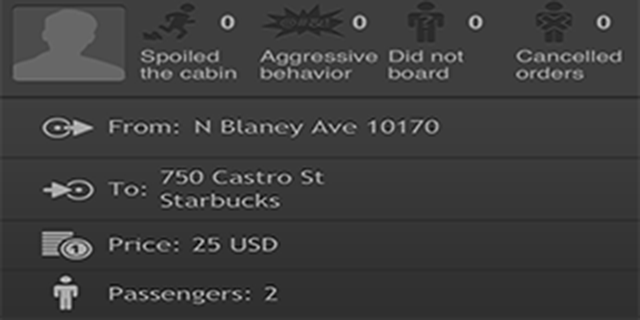 0 0 0 0
Spoiled Aggressive Did not Cancelled
the cabin behavior board orders
From: N Blaney Ave 10170
To: 750 Castro St
Starbucks
Price: 25 USD
Passengers: 2